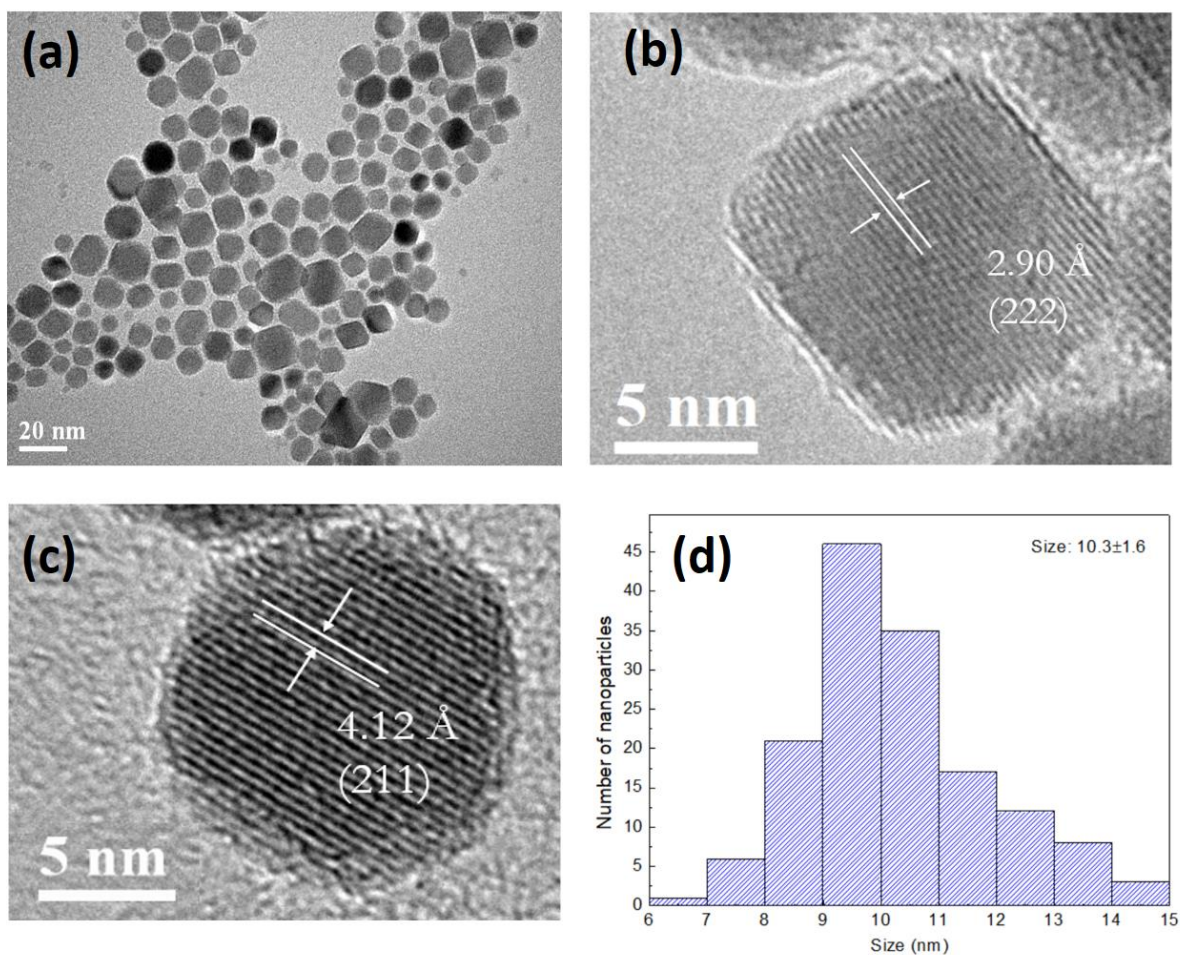 (a)
20 nm
(b)
2.90 Å
(222)
5 nm
(c)
4.12 Å
(211)
5 nm
(d)
Size: 10.3±1.6
Number of nanoparticles
45
40
35
30
25
20
15
10
5
0
6 7 8 9 10 11 12 13 14 15
Size (nm)